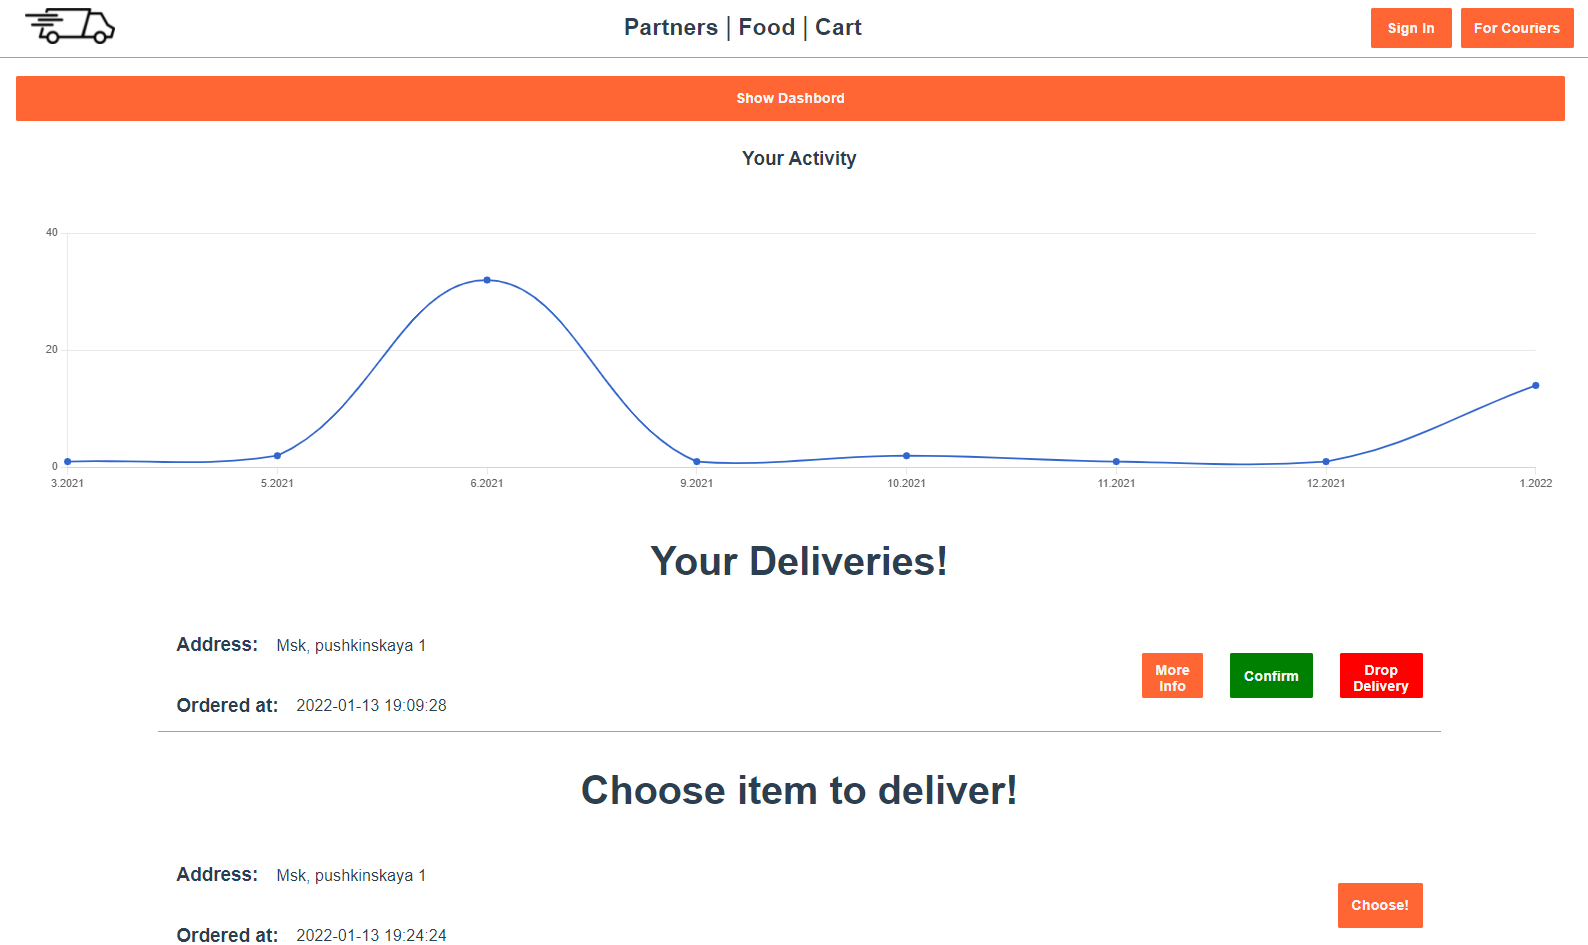 Partners | Food | Cart
Sign In
For Couriers
Show Dashbord
Your Activity
40
20
0
3.2021 5.2021 6.2021 9.2021 10.2021 11.2021 12.2021 1.2022
Your Deliveries!
Address: Msk, pushkinskaya 1
Ordered at: 2022-01-13 19:09:28
More
Info
Confirm
Drop
Delivery
Choose item to deliver!
Address: Msk, pushkinskaya 1
Ordered at: 2022-01-13 19:24:24
Choose!